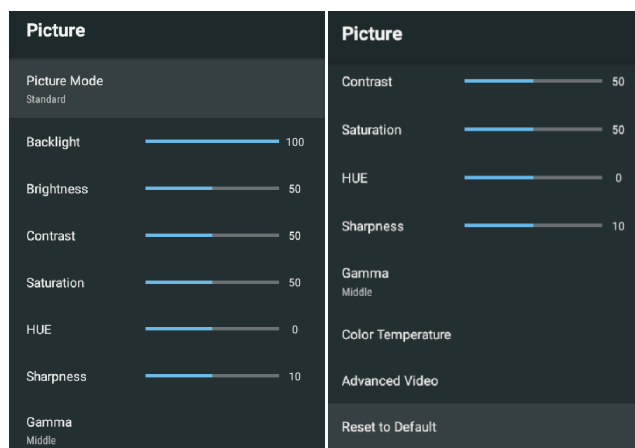 Picture
Picture Mode
Standard
Backlight 100
Brightness 50
Contrast 50
Saturation 50
HUE 0
Sharpness 10
Gamma
Middle
Picture
Contrast 50
Saturation 50
HUE 0
Sharpness 10
Gamma
Middle
Color Temperature
Advanced Video
Reset to Default